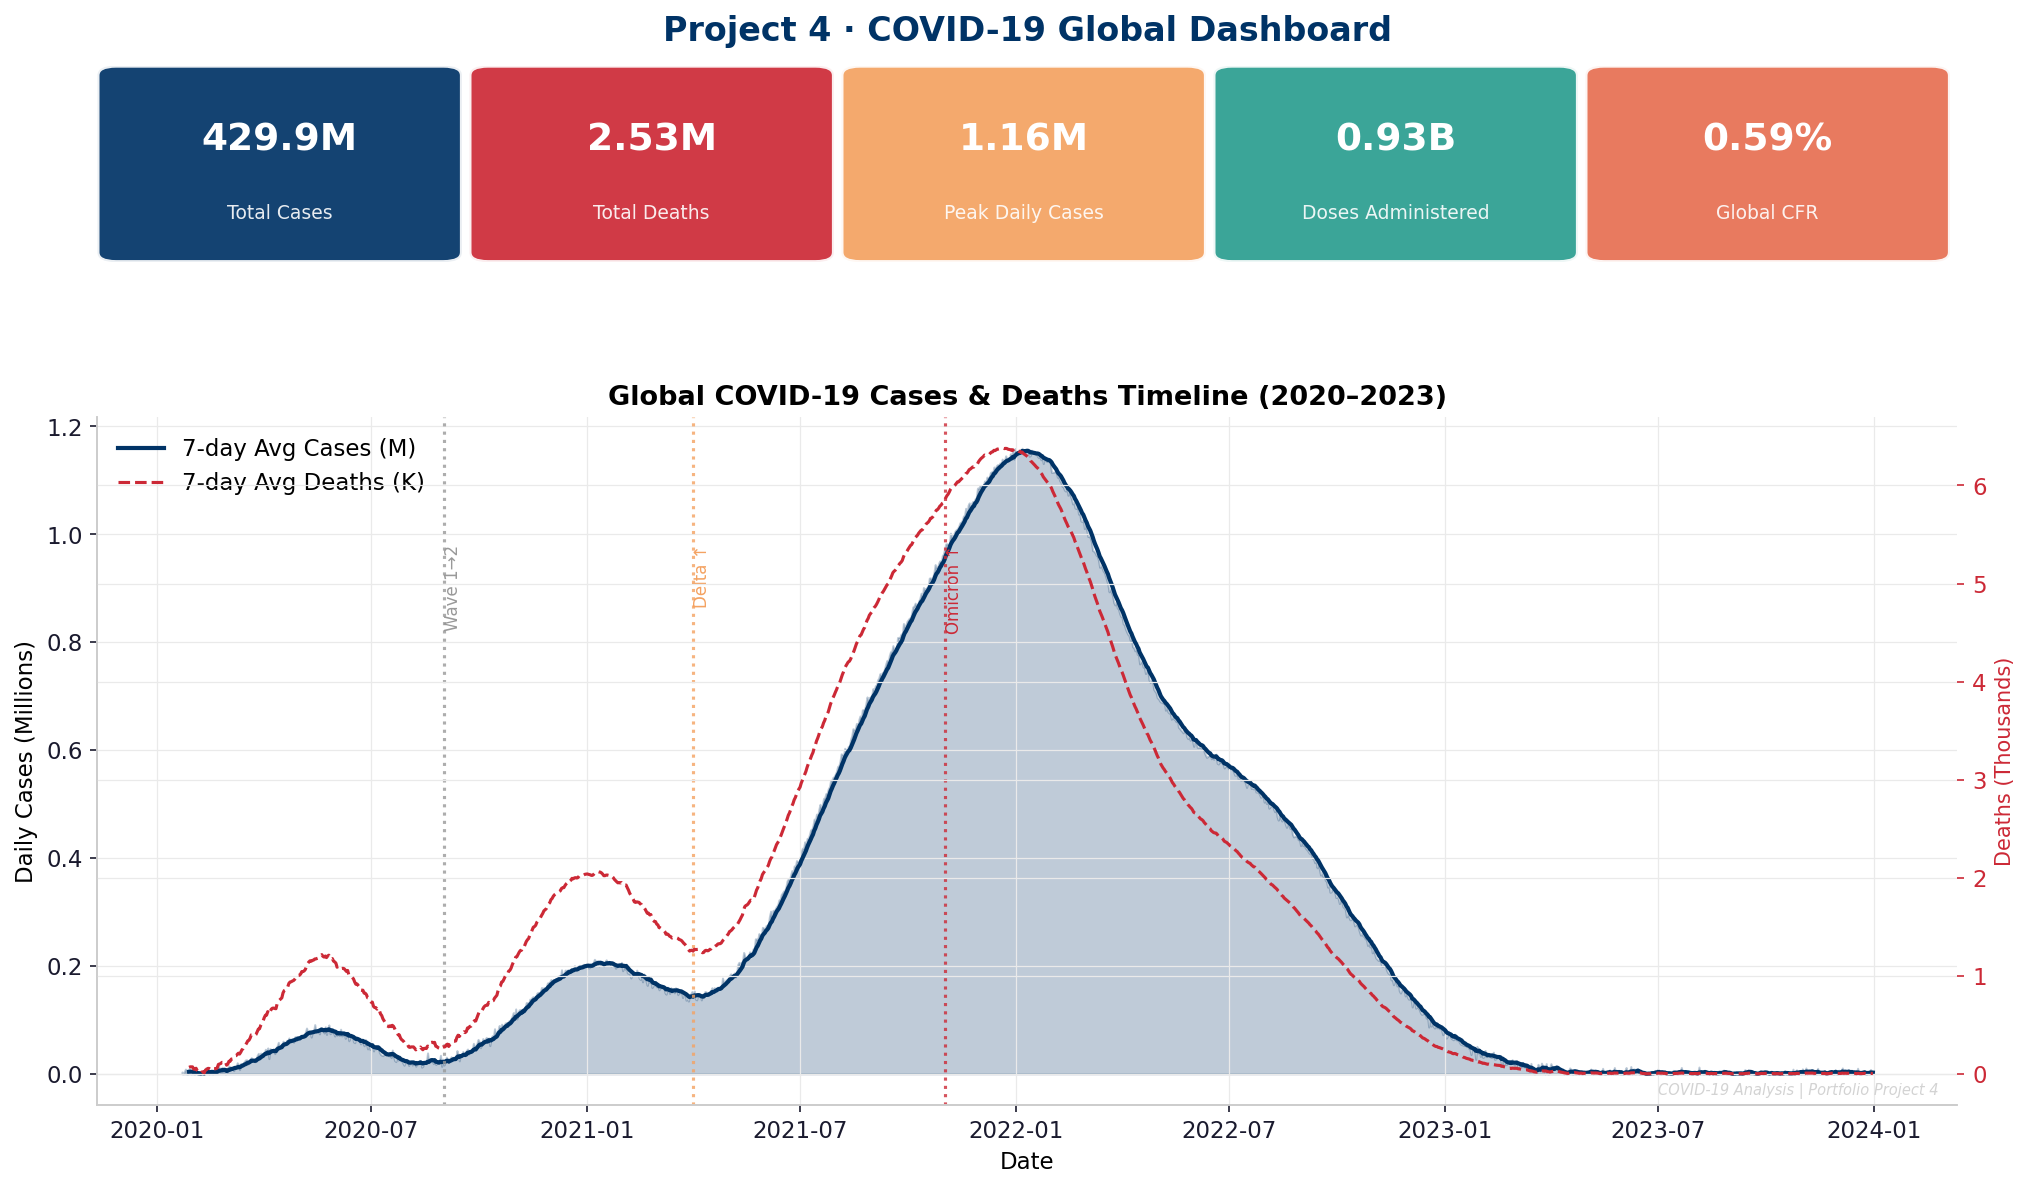 Project 4 · COVID-19 Global Dashboard
429.9M
Total Cases
2.53M
Total Deaths
1.16M
Peak Daily Cases
0.93B
Doses Administered
0.59%
Global CFR
Global COVID-19 Cases & Deaths Timeline (2020–2023)
7-day Avg Cases (M)
7-day Avg Deaths (K)
Daily Cases (Millions)
1.2
1.0
0.8
0.6
0.4
0.2
0.0
Wave 1→2
Delta ↑
Omicron ↑
6
5
4
3
2
1
0
Deaths (Thousands)
COVID-19 Analysis | Portfolio Project 4
2020-01
2020-07
2021-01
2021-07
2022-01
2022-07
2023-01
2023-07
2024-01
Date